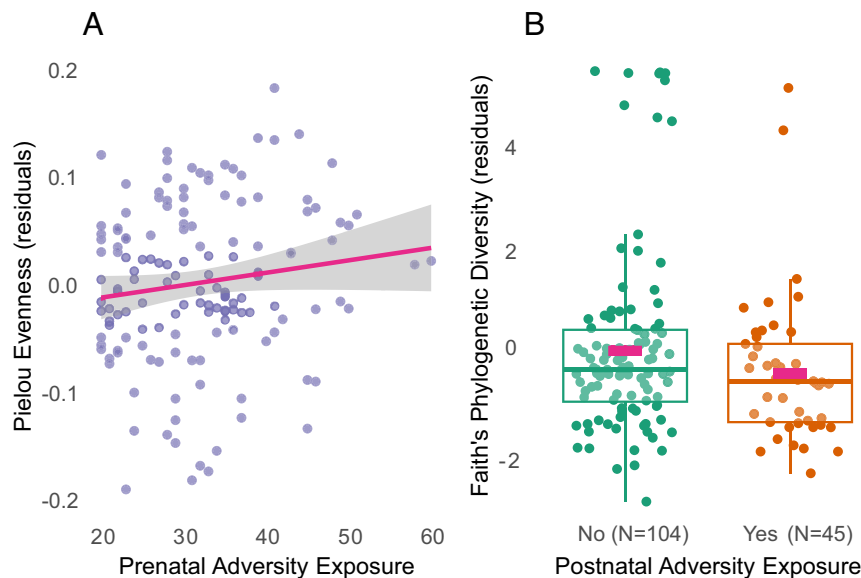 A
Pielou Evenness (residuals)
0.2
0.1
0.0
-0.1
-0.2
20 30 40 50 60
Prenatal Adversity Exposure
B
Faith's Phylogenetic Diversity (residuals)
4
2
0
-2
No (N=104) Yes (N=45)
Postnatal Adversity Exposure